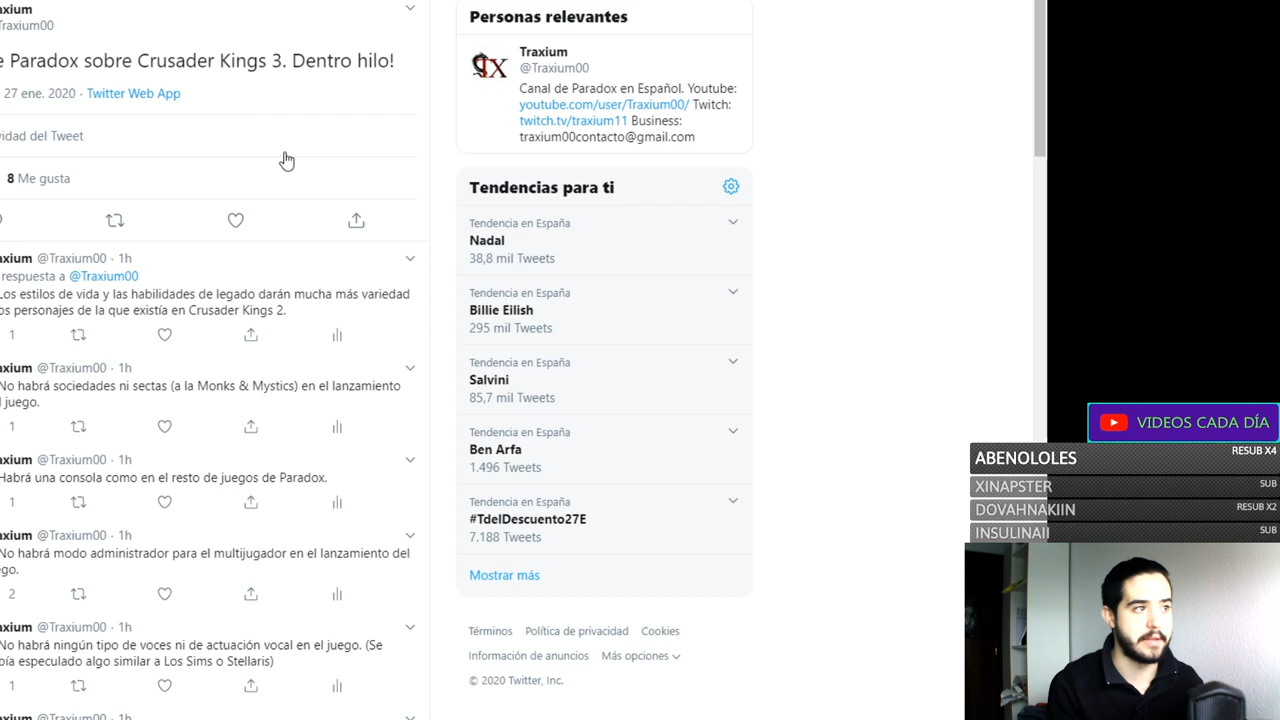 axium
Traxium00
e Paradox sobre Crusader Kings 3. Dentro hilo!
27 ene. 2020 · Twitter Web App
vidad del Tweet
8 Me gusta
axium @Traxium00 · 1h
respuesta a @Traxium00
Los estilos de vida y las habilidades de legado darán mucha más variedad
os personajes de la que existía en Crusader Kings 2.
1
axium @Traxium00 · 1h
No habrá sociedades ni sectas (a la Monks & Mystics) en el lanzamiento
l juego.
1
axium @Traxium00 · 1h
Habrá una consola como en el resto de juegos de Paradox.
1
axium @Traxium00 · 1h
No habrá modo administrador para el multijugador en el lanzamiento del
ego.
2
axium @Traxium00 · 1h
No habrá ningún tipo de voces ni de actuación vocal en el juego. (Se
bía especulado algo similar a Los Sims o Stellaris)
1
axium @Traxium00 · 1h
Personas relevantes
TX
Traxium
@Traxium00
Canal de Paradox en Español. Youtube:
youtube.com/user/Traxium00/ Twitch:
twitch.tv/traxium11 Business:
traxium00contacto@gmail.com
Tendencias para ti
Tendencia en España
Nadal
38,8 mil Tweets
Tendencia en España
Billie Eilish
295 mil Tweets
Tendencia en España
Salvini
85,7 mil Tweets
Tendencia en España
Ben Arfa
1.496 Tweets
Tendencia en España
#TdelDescuento27E
7.188 Tweets
Mostrar más
Términos Política de privacidad Cookies
Información de anuncios Más opciones
© 2020 Twitter, Inc.
VIDEOS CADA DÍA
ABENOLOLES RESUB X4
XINAPSTER SUB
DOVAHNAKIIN RESUB X2
INSULINAII SUB